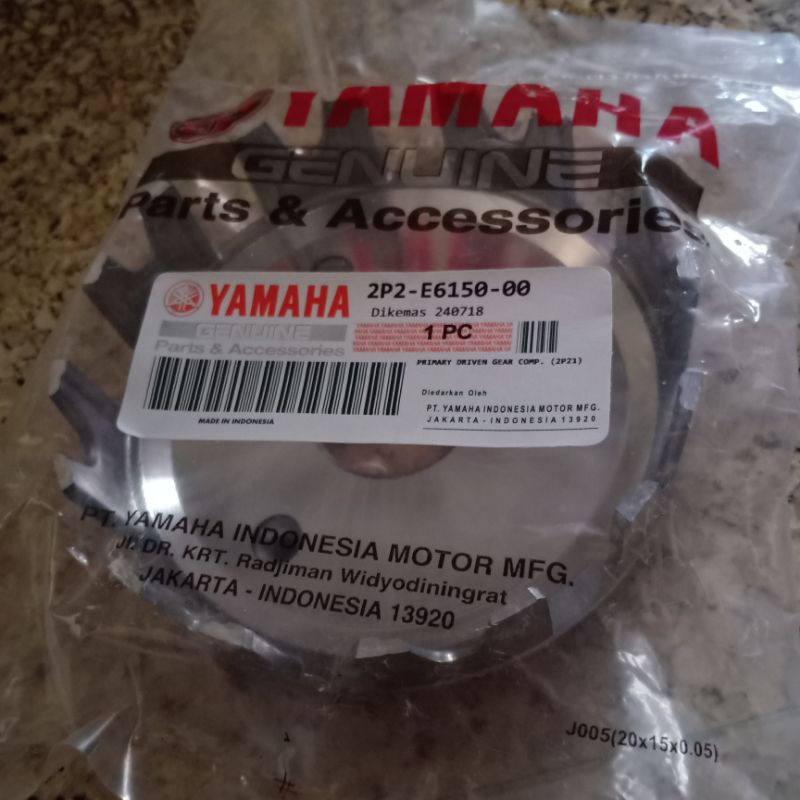 YAMAHA
GENUINE
Parts & Accessories
YAMAHA
GENUINE
Parts & Accessories
2P2-E6150-00
Dikemas 240718
1 PC
PRIMARY DRIVEN GEAR COMP. (2P21)
Diedarkan Oleh
PT. YAMAHA INDONESIA MOTOR MFG.
JAKARTA - INDONESIA 13920
MADE IN INDONESIA
PT. YAMAHA INDONESIA MOTOR MFG.
Jl. DR. KRT. Radjiman Widyodiningrat
JAKARTA - INDONESIA 13920
J005(20x15x0.05)